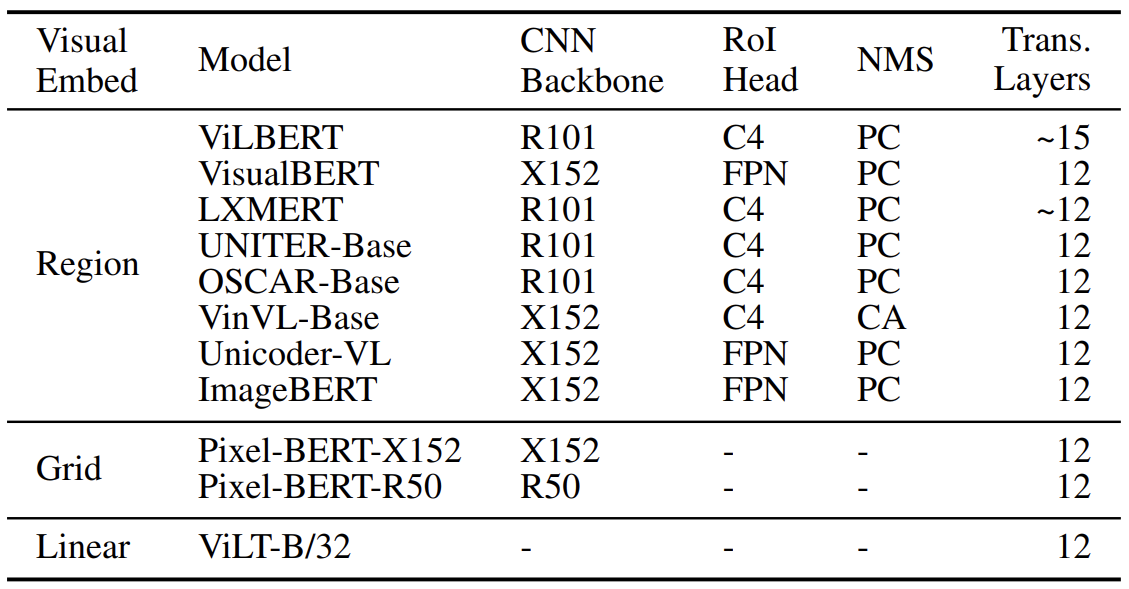 Visual Embed Model CNN Backbone RoI Head NMS Trans. Layers
Region
ViLBERT R101 C4 PC ~15
VisualBERT X152 FPN PC 12
LXMERT R101 C4 PC ~12
UNITER-Base R101 C4 PC 12
OSCAR-Base R101 C4 PC 12
VinVL-Base X152 C4 CA 12
Unicoder-VL X152 FPN PC 12
ImageBERT X152 FPN PC 12
Grid
Pixel-BERT-X152 X152 - - 12
Pixel-BERT-R50 R50 - - 12
Linear ViLT-B/32 - - - 12